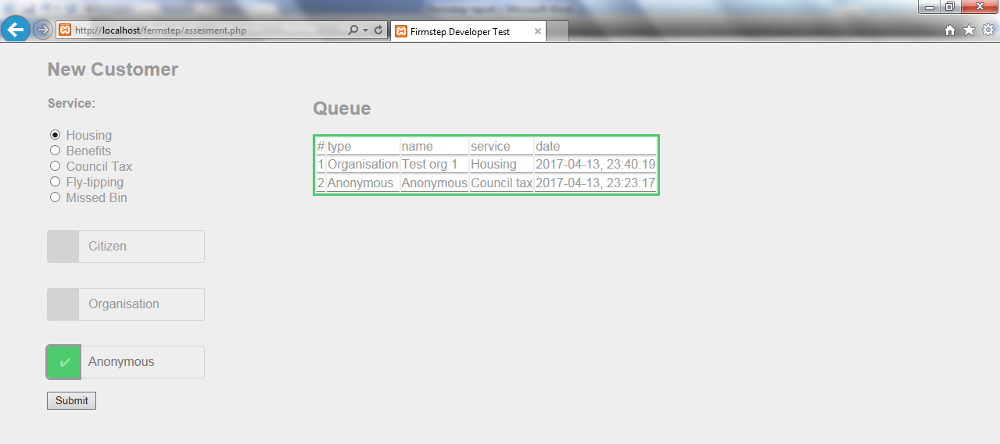 http://localhost/fermstep/assesment.php
Firmstep Developer Test
New Customer
Service:
Housing
Benefits
Council Tax
Fly-tipping
Missed Bin
Citizen
Organisation
Anonymous
Submit
Queue
# type name service date
1 Organisation Test org 1 Housing 2017-04-13, 23:40:19
2 Anonymous Anonymous Council tax 2017-04-13, 23:23:17